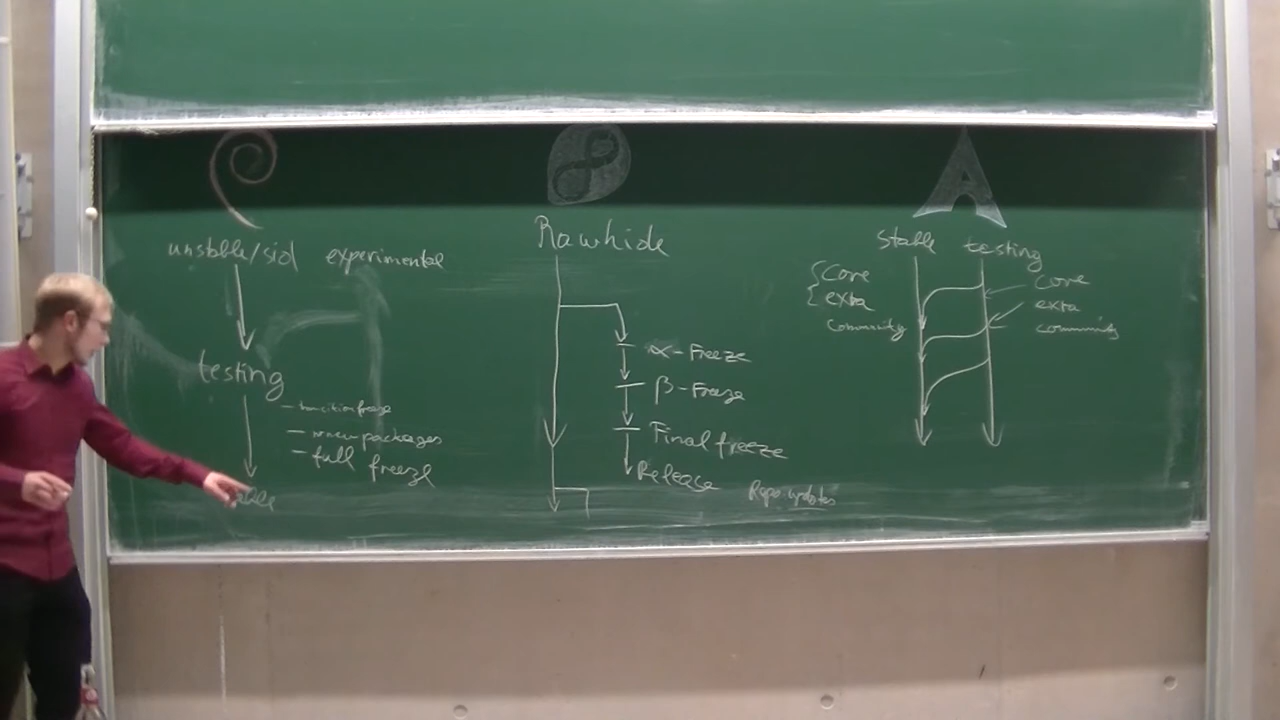 unstable/sid experimental
testing
- transition freeze
- new packages
- full freeze
Rawhide
α-Freeze
β-Freeze
Final freeze
Release
Repo updates
stable testing
core
extra
community
core
extra
community